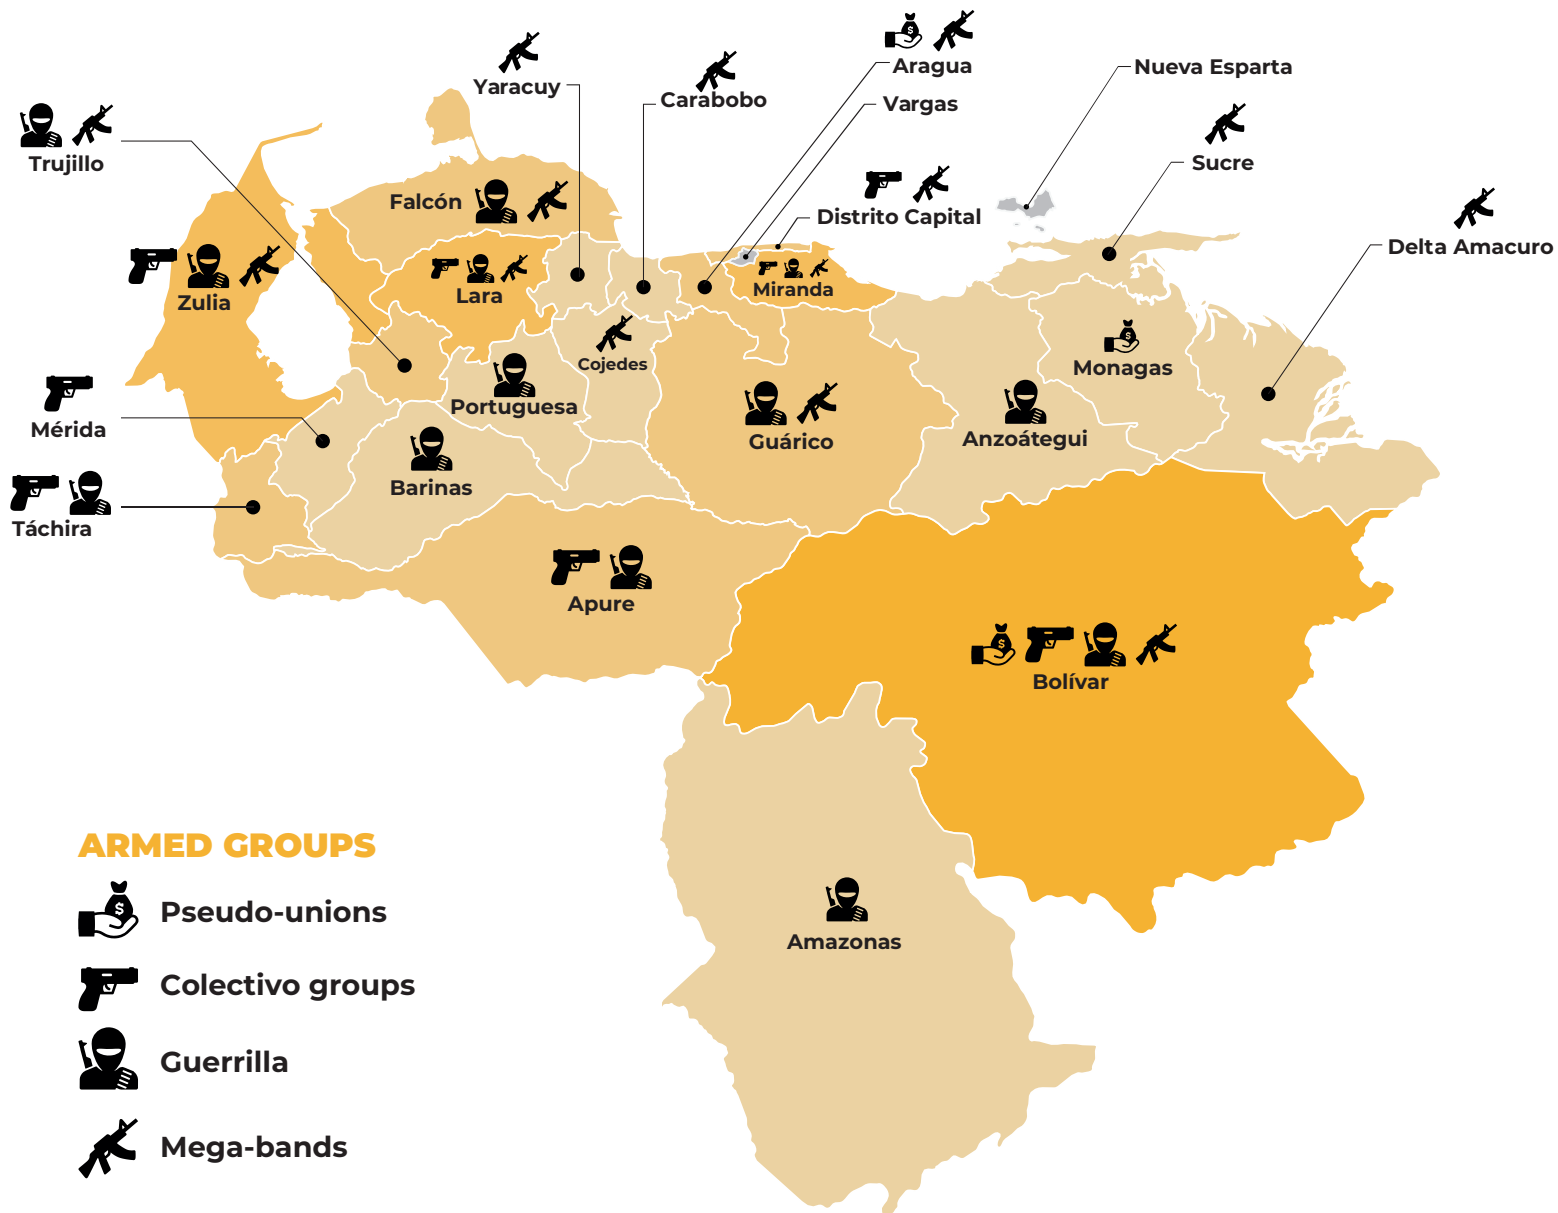 Aragua
Nueva Esparta
Yaracuy
Carabobo
Vargas
Trujillo
Sucre
Falcón
Distrito Capital
Delta Amacuro
Zulia
Lara
Miranda
Cojedes
Monagas
Mérida
Portuguesa
Guárico
Anzoátegui
Barinas
Táchira
Apure
Bolívar
Amazonas
ARMED GROUPS
$ Pseudo-unions
Colectivo groups
Guerrilla
Mega-bands